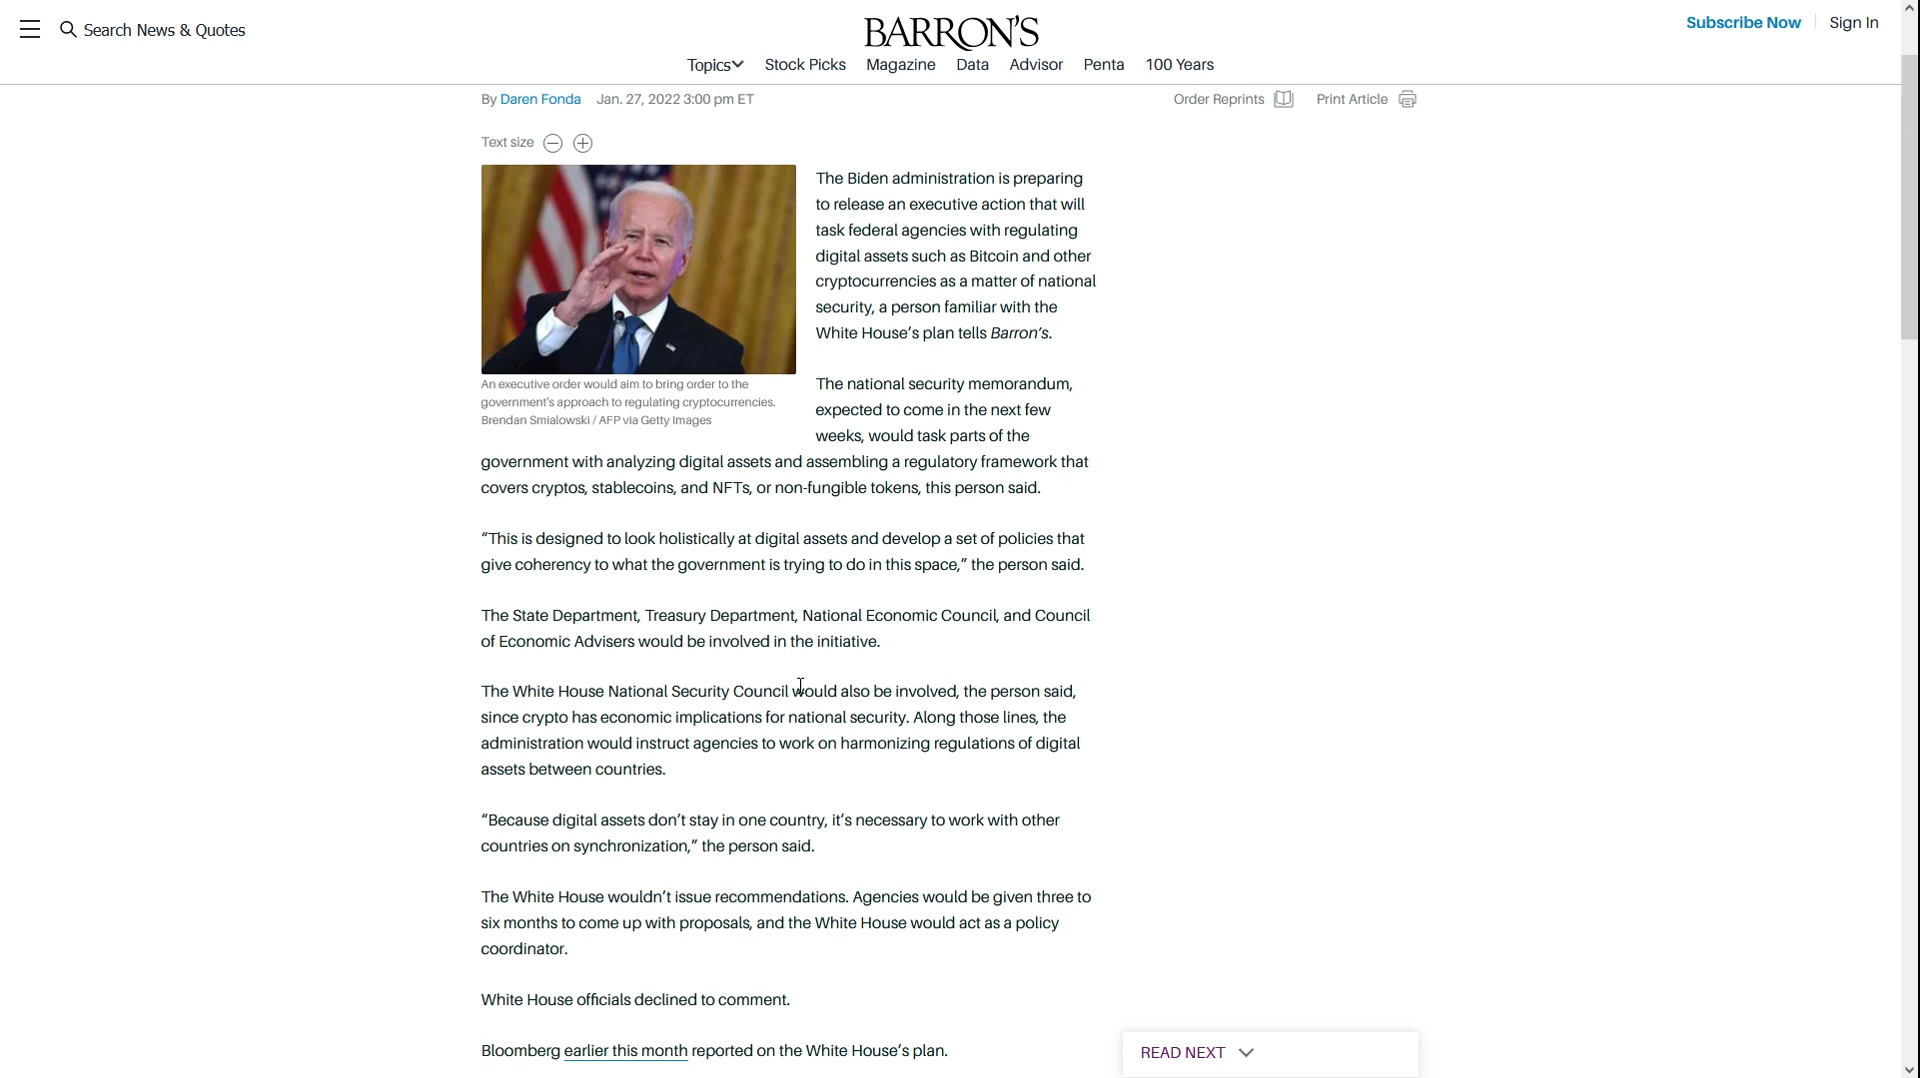 Search News & Quotes
BARRON'S
Subscribe Now
Sign In
Topics
Stock Picks
Magazine
Data
Advisor
Penta
100 Years
By Daren Fonda Jan. 27, 2022 3:00 pm ET
Order Reprints
Print Article
Text size
The Biden administration is preparing
to release an executive action that will
task federal agencies with regulating
digital assets such as Bitcoin and other
cryptocurrencies as a matter of national
security, a person familiar with the
White House's plan tells Barron's.
An executive order would aim to bring order to the
government's approach to regulating cryptocurrencies.
Brendan Smialowski / AFP via Getty Images
The national security memorandum,
expected to come in the next few
weeks, would task parts of the
government with analyzing digital assets and assembling a regulatory framework that
covers cryptos, stablecoins, and NFTs, or non-fungible tokens, this person said.
“This is designed to look holistically at digital assets and develop a set of policies that
give coherency to what the government is trying to do in this space,” the person said.
The State Department, Treasury Department, National Economic Council, and Council
of Economic Advisers would be involved in the initiative.
The White House National Security Council would also be involved, the person said,
since crypto has economic implications for national security. Along those lines, the
administration would instruct agencies to work on harmonizing regulations of digital
assets between countries.
“Because digital assets don't stay in one country, it's necessary to work with other
countries on synchronization,” the person said.
The White House wouldn't issue recommendations. Agencies would be given three to
six months to come up with proposals, and the White House would act as a policy
coordinator.
White House officials declined to comment.
Bloomberg earlier this month reported on the White House's plan.
READ NEXT